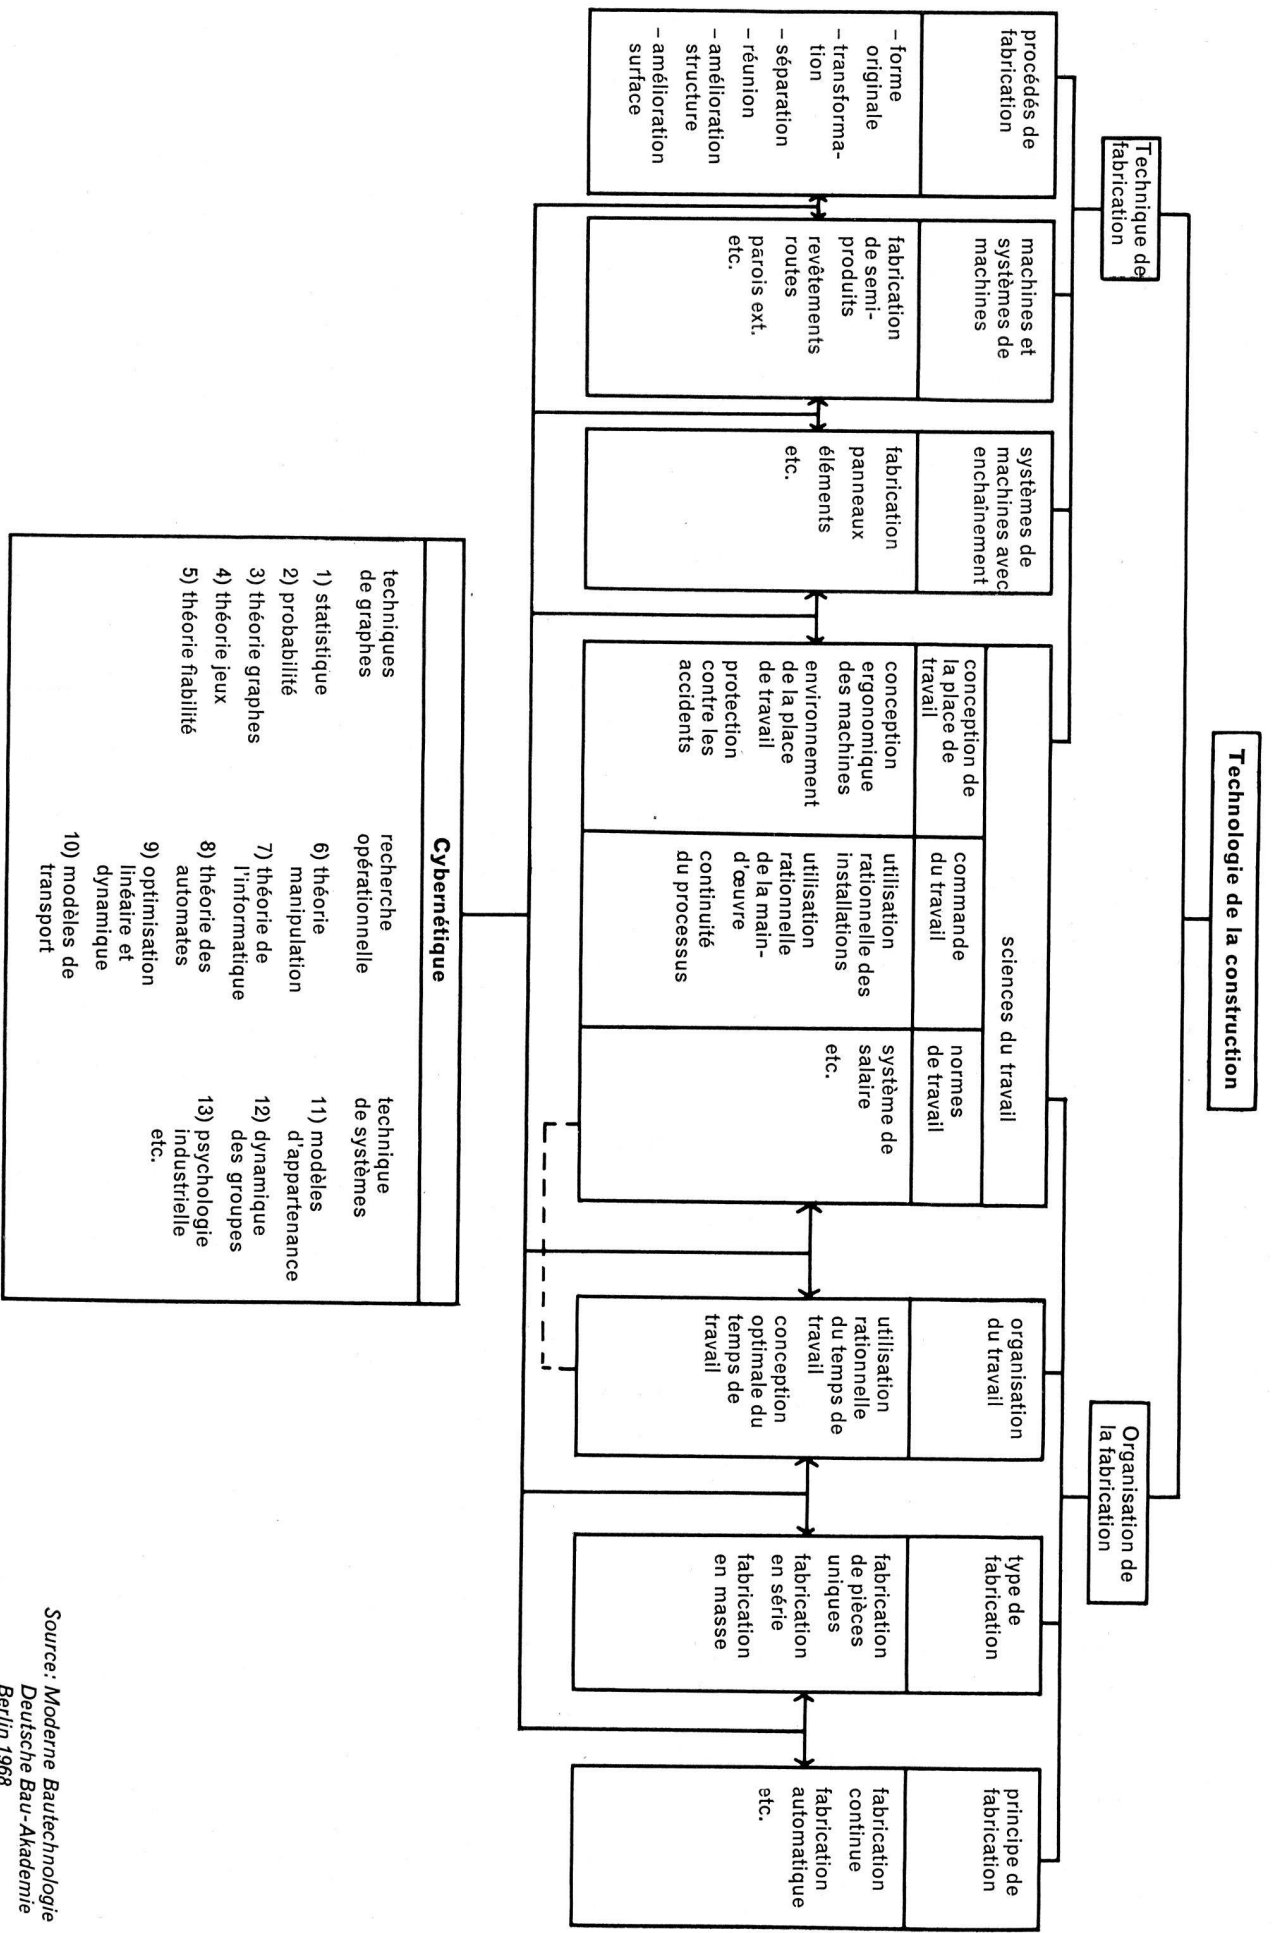 Technologie de la construction
Technique de
fabrication
Organisation de
la fabrication
procédés de
fabrication
– forme
originale
– transforma-
tion
– séparation
– réunion
– amélioration
structure
– amélioration
surface
machines et
systèmes de
machines
fabrication
de semi-
produits
revêtements
routes
parois ext.
etc.
systèmes de
machines avec
enchaînement
fabrication
panneaux
éléments
etc.
sciences du travail
conception de
la place de
travail
conception
ergonomique
des machines
environnement
de la place
de travail
protection
contre les
accidents
commande
du travail
utilisation
rationnelle des
installations
utilisation
rationnelle
de la main-
d'œuvre
continuité
du processus
normes
de travail
système de
salaire
etc.
organisation
du travail
utilisation
rationnelle
du temps de
travail
conception
optimale du
temps de
travail
type de
fabrication
fabrication
de pièces
uniques
fabrication
en série
fabrication
en masse
principe de
fabrication
fabrication
continue
fabrication
automatique
etc.
Cybernétique
techniques
de graphes
1) statistique
2) probabilité
3) théorie graphes
4) théorie jeux
5) théorie fiabilité
recherche
opérationnelle
6) théorie
manipulation
7) théorie de
l'informatique
8) théorie des
automates
9) optimisation
linéaire et
dynamique
10) modèles de
transport
technique
de systèmes
11) modèles
d'appartenance
12) dynamique
des groupes
13) psychologie
industrielle
etc.
Source: Moderne Bautechnologie
Deutsche Bau-Akademie
Berlin 1968